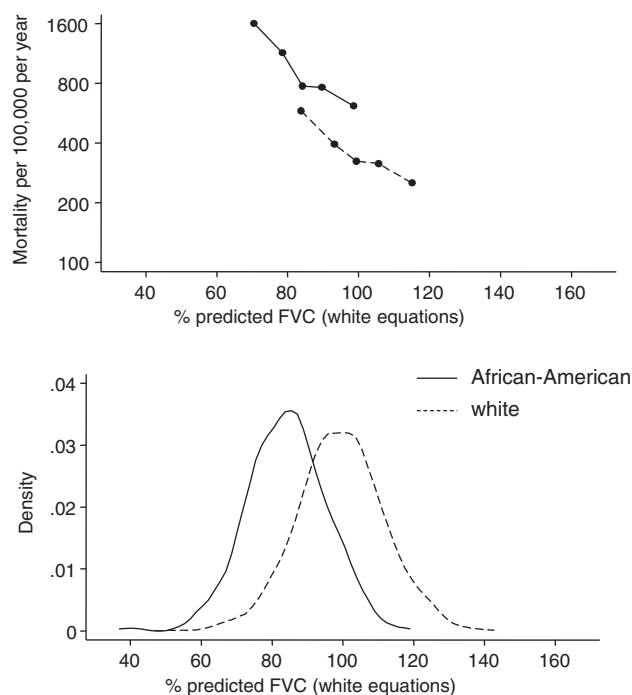 Mortality per 100,000 per year
1600
800
400
200
100
40 60 80 100 120 140 160
% predicted FVC (white equations)
African-American
white
Density
.04
.03
.02
.01
0
40 60 80 100 120 140 160
% predicted FVC (white equations)